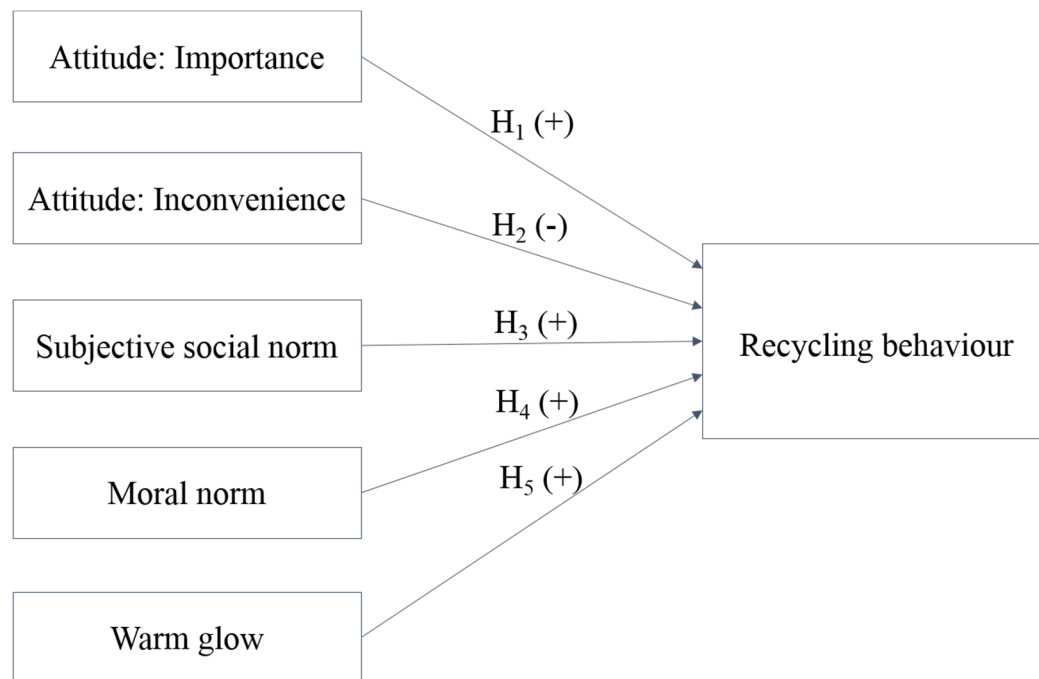 Attitude: Importance
H₁ (+)
Attitude: Inconvenience
H₂ (-)
Subjective social norm
H₃ (+)
Recycling behaviour
H₄ (+)
Moral norm
H₅ (+)
Warm glow